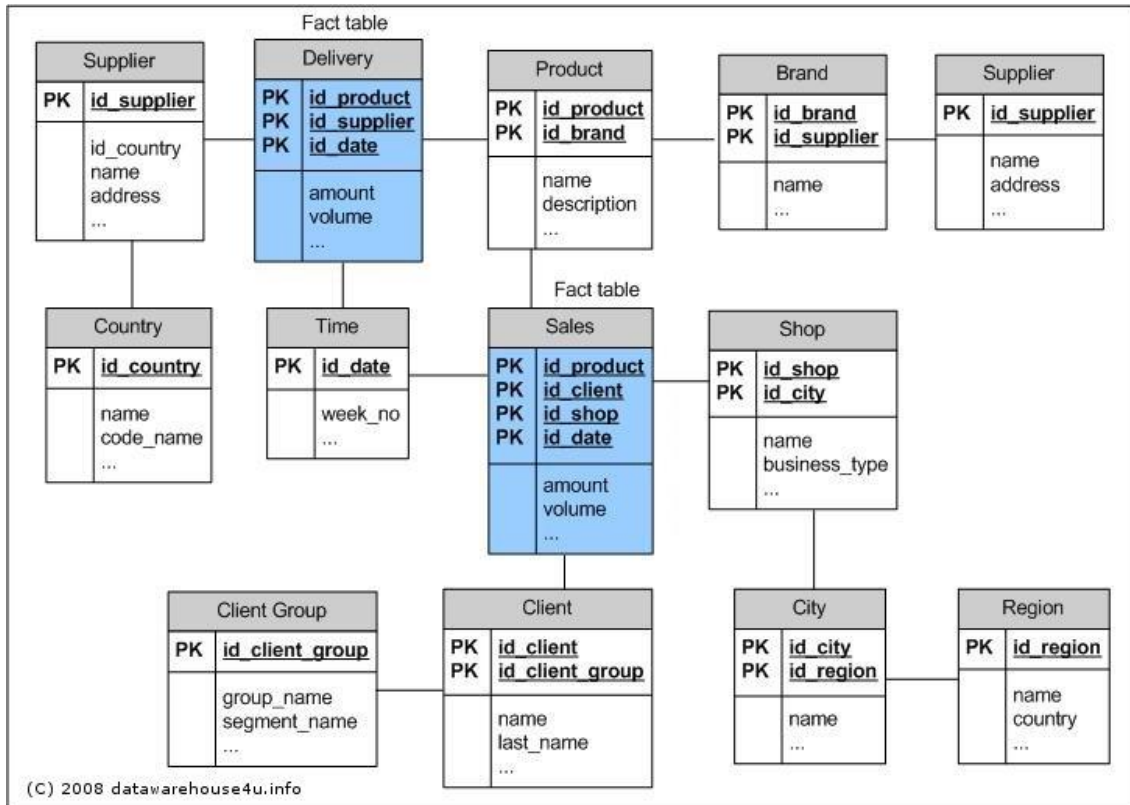 Fact table
Supplier
PK id_supplier
id_country
name
address
...
Delivery
PK id_product
PK id_supplier
PK id_date
amount
volume
...
Product
PK id_product
PK id_brand
name
description
...
Brand
PK id_brand
PK id_supplier
name
...
Supplier
PK id_supplier
name
address
...
Country
PK id_country
name
code_name
...
Time
PK id_date
week_no
...
Fact table
Sales
PK id_product
PK id_client
PK id_shop
PK id_date
amount
volume
...
Shop
PK id_shop
PK id_city
name
business_type
...
Client Group
PK id_client_group
group_name
segment_name
...
Client
PK id_client
PK id_client_group
name
last_name
...
City
PK id_city
PK id_region
name
...
Region
PK id_region
name
country
...
(C) 2008 datawarehouse4u.info